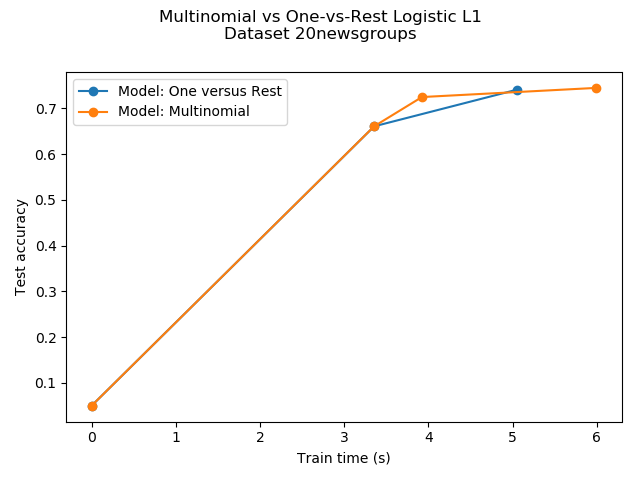 Multinomial vs One-vs-Rest Logistic L1
Dataset 20newsgroups
Model: One versus Rest
Model: Multinomial
Test accuracy
0.7
0.6
0.5
0.4
0.3
0.2
0.1
0 1 2 3 4 5 6
Train time (s)